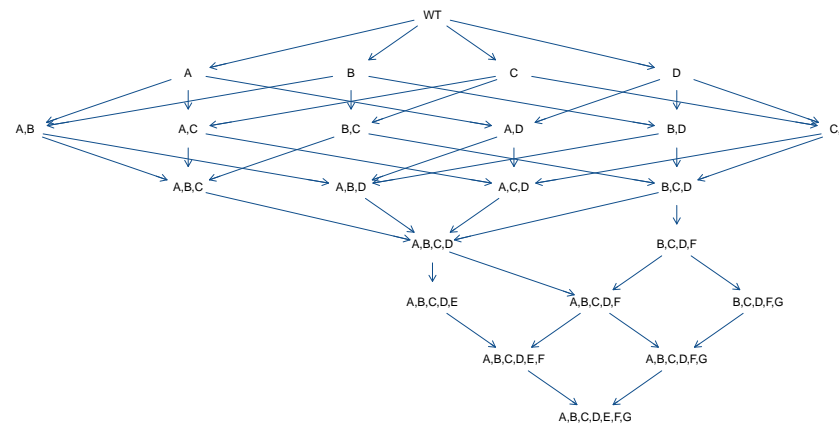 WT
A
B
C
D
A,B
A,C
B,C
A,D
B,D
C,
A,B,C
A,B,D
A,C,D
B,C,D
A,B,C,D
B,C,D,F
A,B,C,D,E
A,B,C,D,F
B,C,D,F,G
A,B,C,D,E,F
A,B,C,D,F,G
A,B,C,D,E,F,G